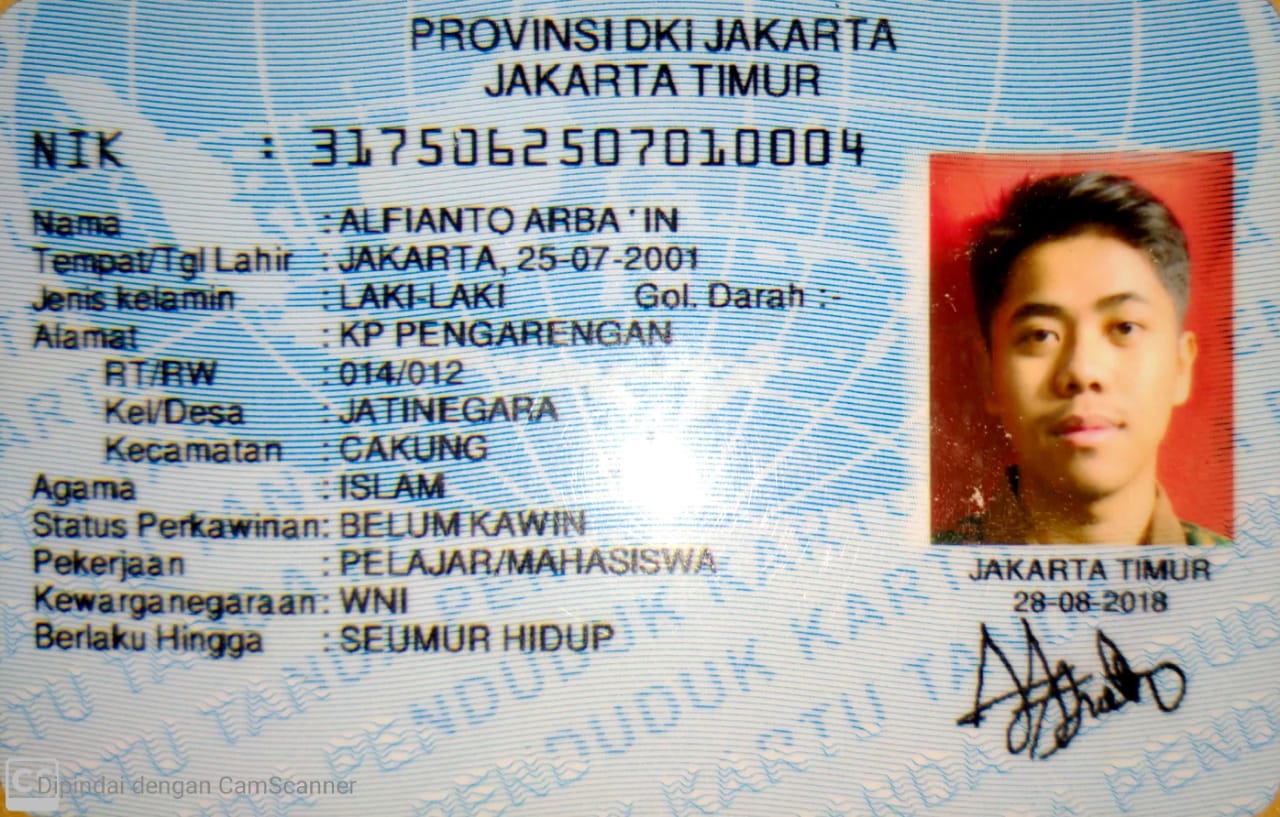 PROVINSI DKI JAKARTA
JAKARTA TIMUR
NIK : 3175062507010004
Nama : ALFIANTO ARBA'IN
Tempat/Tgl Lahir : JAKARTA, 25-07-2001
Jenis kelamin : LAKI-LAKI Gol. Darah :-
Alamat : KP PENGARENGAN
RT/RW : 014/012
Kel/Desa : JATINEGARA
Kecamatan : CAKUNG
Agama : ISLAM
Status Perkawinan: BELUM KAWIN
Pekerjaan : PELAJAR/MAHASISWA
Kewarganegaraan: WNI
Berlaku Hingga : SEUMUR HIDUP
JAKARTA TIMUR
28-08-2018
CS Dipindai dengan CamScanner